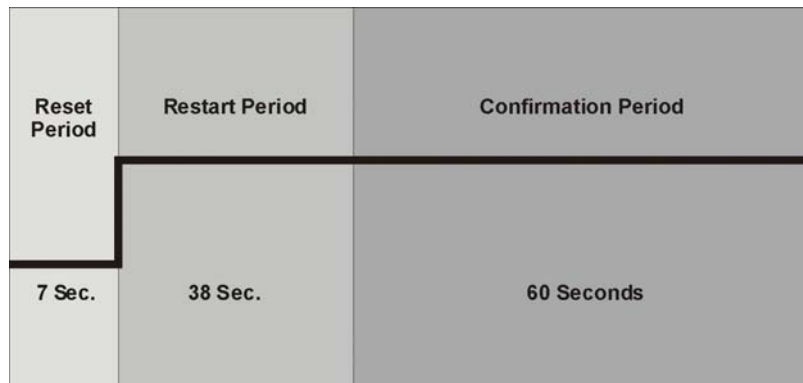 Reset
Period
Restart Period
Confirmation Period
7 Sec.
38 Sec.
60 Seconds